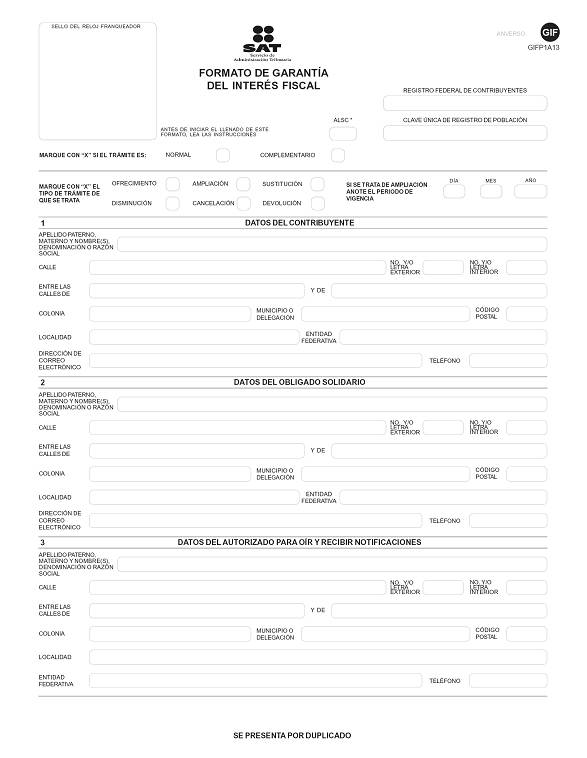 SELLO DEL RELOJ FRANQUEADOR
SAT
Servicio de
Administración Tributaria
ANVERSO
GIF
GIFP1A13
FORMATO DE GARANTÍA
DEL INTERÉS FISCAL
REGISTRO FEDERAL DE CONTRIBUYENTES
ALSC *
CLAVE ÚNICA DE REGISTRO DE POBLACIÓN
ANTES DE INICIAR EL LLENADO DE ESTE
FORMATO, LEA LAS INSTRUCCIONES
MARQUE CON "X" SI EL TRÁMITE ES: NORMAL COMPLEMENTARIO
MARQUE CON "X" EL
TIPO DE TRÁMITE DE
QUE SE TRATA
OFRECIMIENTO AMPLIACIÓN SUSTITUCIÓN
DISMINUCIÓN CANCELACIÓN DEVOLUCIÓN
SI SE TRATA DE AMPLIACIÓN
ANOTE EL PERIODO DE
VIGENCIA
DÍA MES AÑO
1 DATOS DEL CONTRIBUYENTE
APELLIDO PATERNO,
MATERNO Y NOMBRE(S),
DENOMINACIÓN O RAZÓN
SOCIAL
CALLE
NO. Y/O
LETRA
EXTERIOR
NO. Y/O
LETRA
INTERIOR
ENTRE LAS
CALLES DE
Y DE
COLONIA
MUNICIPIO O
DELEGACIÓN
CÓDIGO
POSTAL
LOCALIDAD
ENTIDAD
FEDERATIVA
DIRECCIÓN DE
CORREO
ELECTRÓNICO
TELÉFONO
2 DATOS DEL OBLIGADO SOLIDARIO
APELLIDO PATERNO,
MATERNO Y NOMBRE(S),
DENOMINACIÓN O RAZÓN
SOCIAL
CALLE
NO. Y/O
LETRA
EXTERIOR
NO. Y/O
LETRA
INTERIOR
ENTRE LAS
CALLES DE
Y DE
COLONIA
MUNICIPIO O
DELEGACIÓN
CÓDIGO
POSTAL
LOCALIDAD
ENTIDAD
FEDERATIVA
DIRECCIÓN DE
CORREO
ELECTRÓNICO
TELÉFONO
3 DATOS DEL AUTORIZADO PARA OÍR Y RECIBIR NOTIFICACIONES
APELLIDO PATERNO,
MATERNO Y NOMBRE(S),
DENOMINACIÓN O RAZÓN
SOCIAL
CALLE
NO. Y/O
LETRA
EXTERIOR
NO. Y/O
LETRA
INTERIOR
ENTRE LAS
CALLES DE
Y DE
COLONIA
MUNICIPIO O
DELEGACIÓN
CÓDIGO
POSTAL
LOCALIDAD
ENTIDAD
FEDERATIVA
TELÉFONO
SE PRESENTA POR DUPLICADO